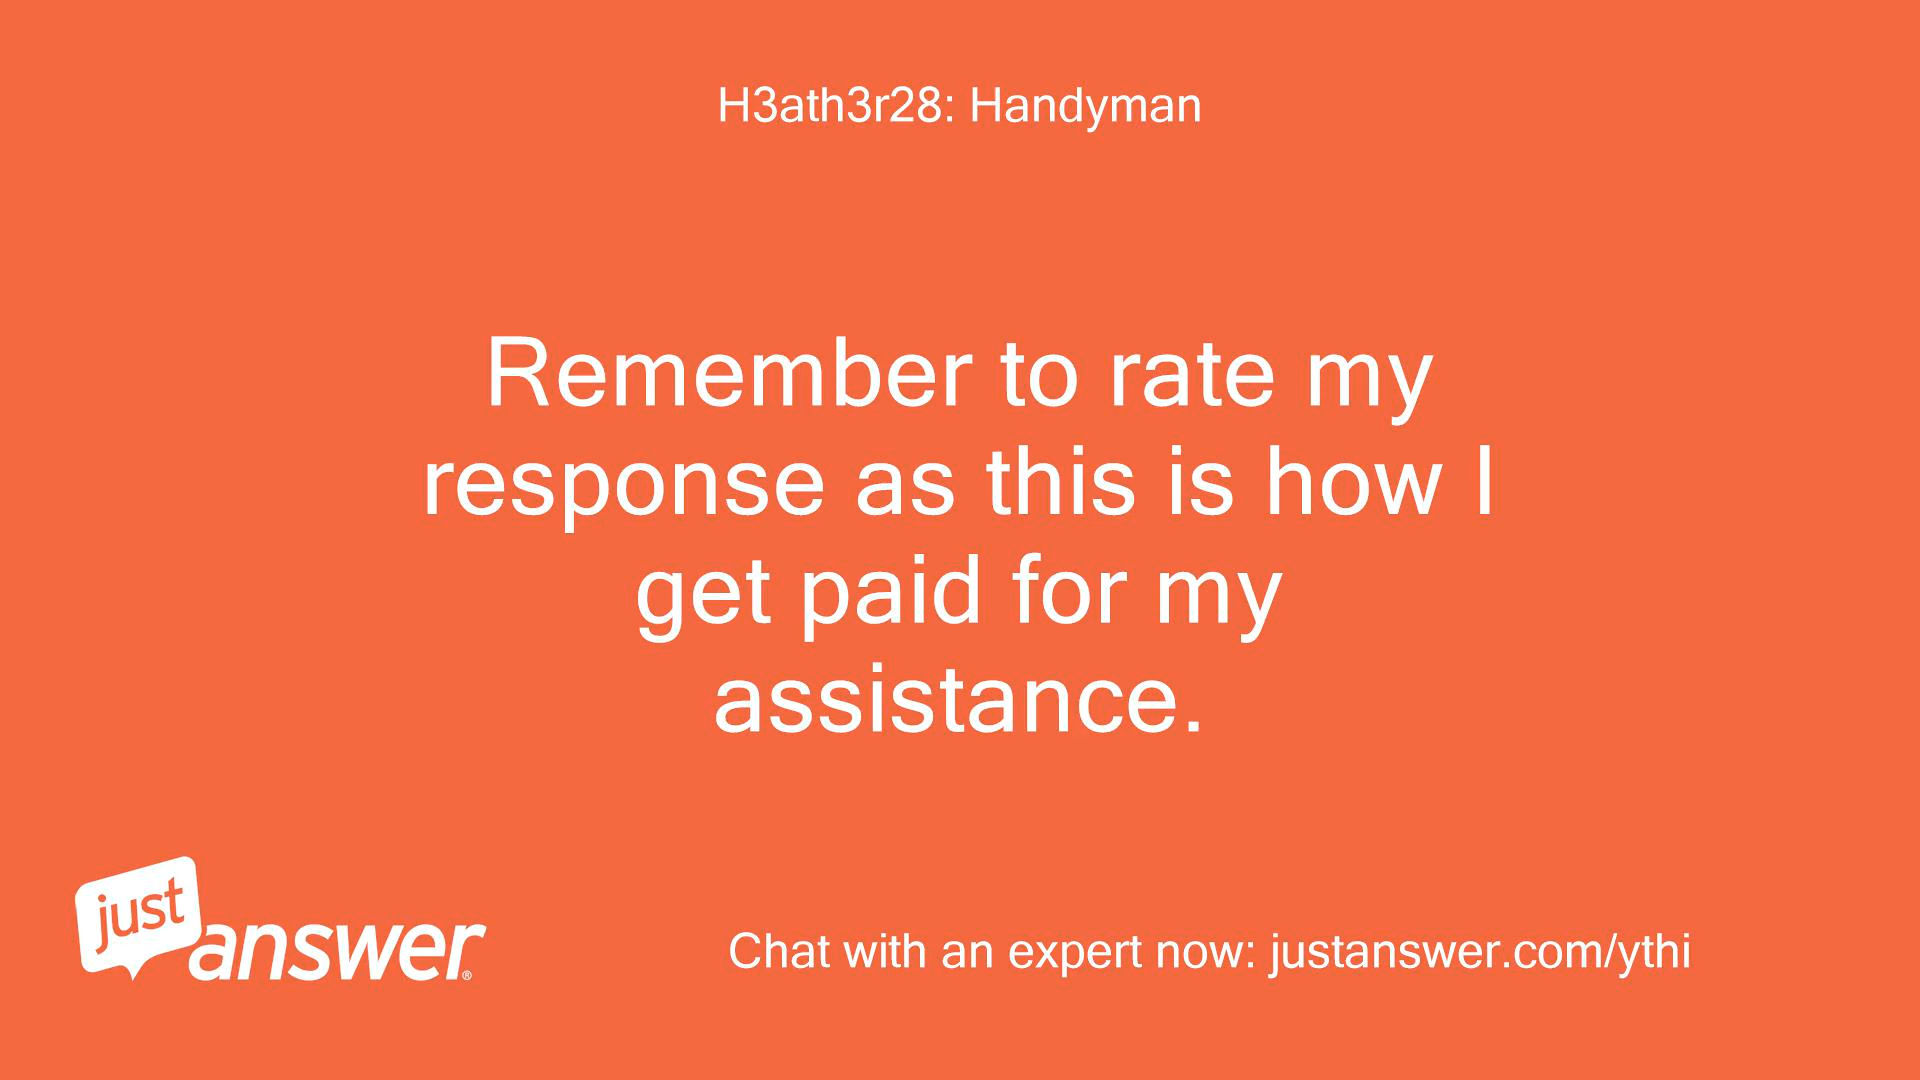 H3ath3r28: Handyman
Remember to rate my
response as this is how I
get paid for my
assistance.
just
answer®
Chat with an expert now: justanswer.com/ythi